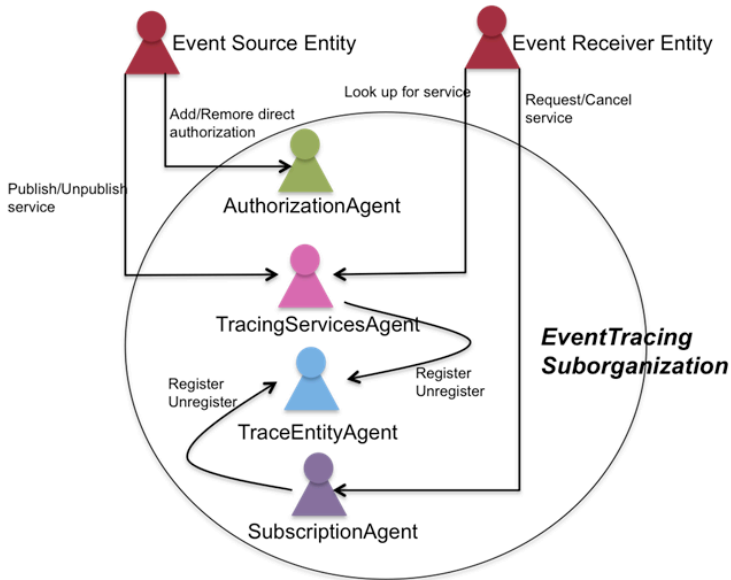 Event Source Entity
Event Receiver Entity
Look up for service
Request/Cancel
service
Add/Remore direct
authorization
Publish/Unpublish
service
AuthorizationAgent
TracingServicesAgent
EventTracing
Suborganization
Register
Unregister
Register
Unregister
TraceEntityAgent
SubscriptionAgent